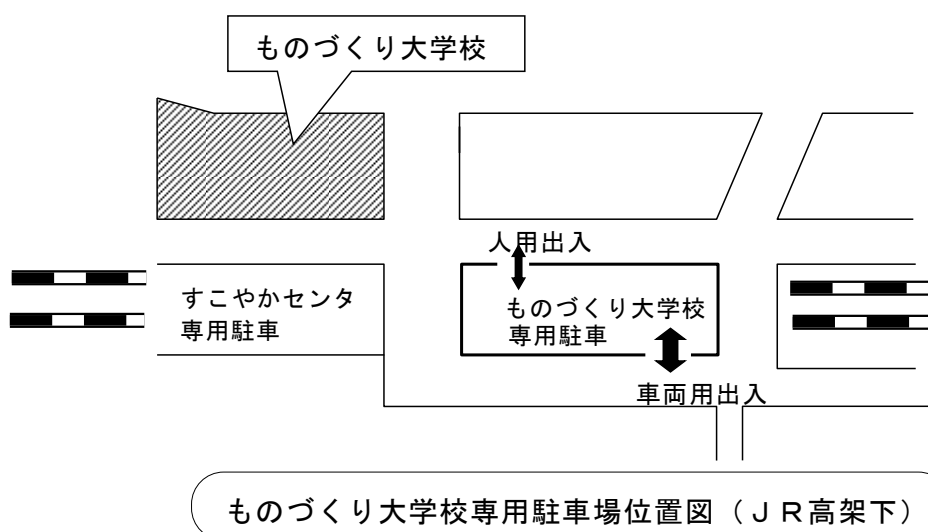 ものづくり大学校
人用出入
すこやかセンタ
専用駐車
ものづくり大学校
専用駐車
車両用出入
ものづくり大学校専用駐車場位置図（ＪＲ高架下）